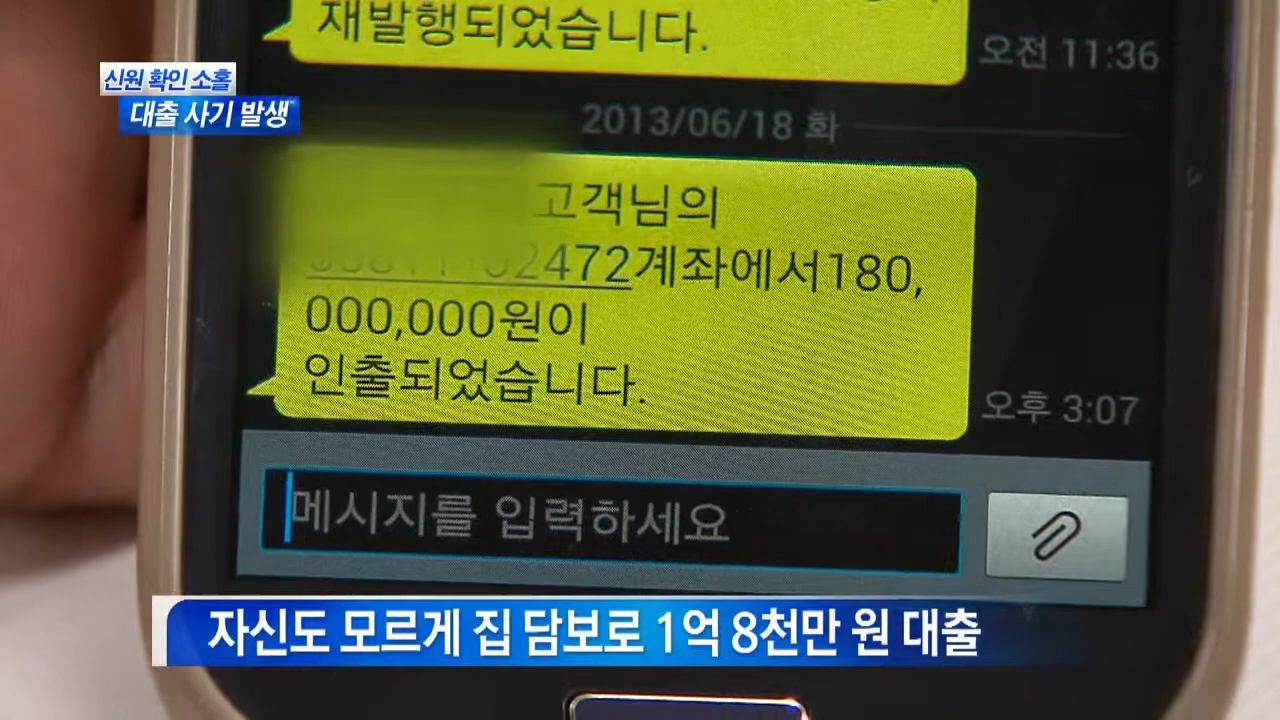 신원 확인 소홀
대출 사기 발생
재발행되었습니다.
오전 11:36
2013/06/18 화
고객님의
02472계좌에서180,
000,000원이
인출되었습니다.
오후 3:07
메시지를 입력하세요
자신도 모르게 집 담보로 1억 8천만 원 대출